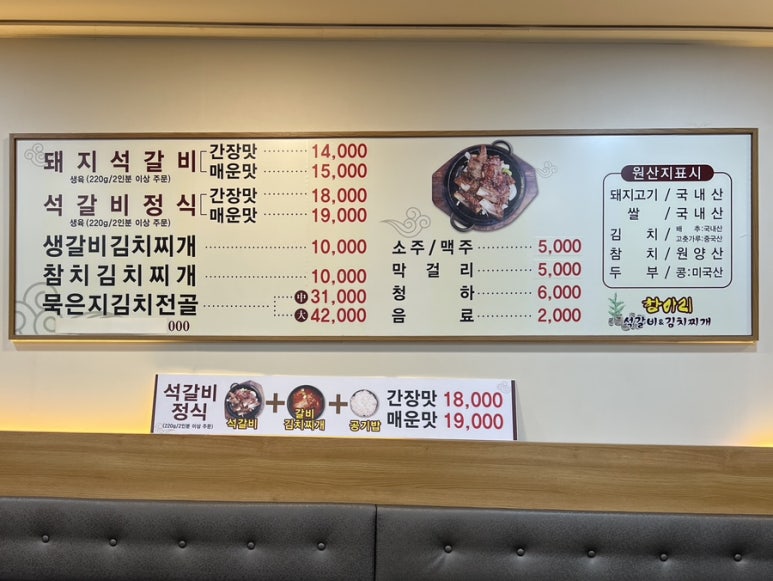 돼지석갈비 간장맛 14,000
매운맛 15,000
생육 (220g/2인분 이상 주문)
석갈비정식 간장맛 18,000
매운맛 19,000
생육 (220g/2인분 이상 주문)
생갈비김치찌개 10,000
참치김치찌개 10,000
묵은지김치전골 中 31,000
大 42,000
000
소주/맥주 5,000
막걸리 5,000
청하 6,000
음료 2,000
원산지표시
돼지고기 / 국내산
쌀 / 국내산
김치 / 배추:국내산
고춧가루:중국산
참치 / 원양산
두부 / 콩:미국산
항아리
석갈비&김치찌개
석갈비
정식
(220g/2인분 이상 주문)
석갈비 + 갈비
김치찌개 + 공기밥
간장맛 18,000
매운맛 19,000